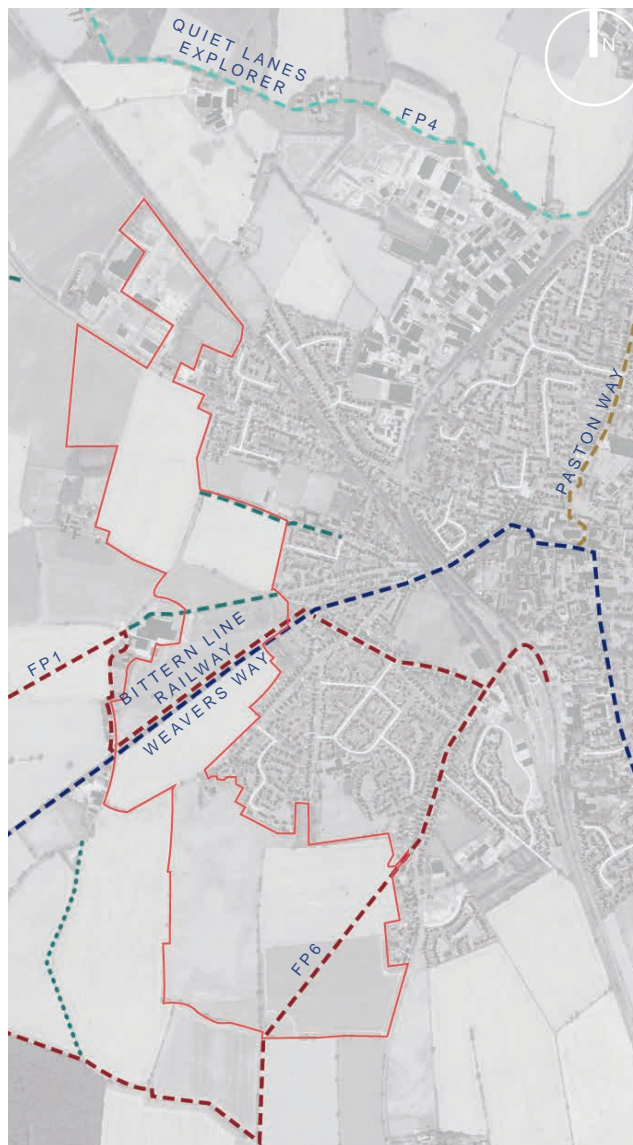 QUIET LANES
EXPLORER
N
FP4
PASTON WAY
FP1
BITTERN LINE
RAILWAY
WEAVERS WAY
FP6